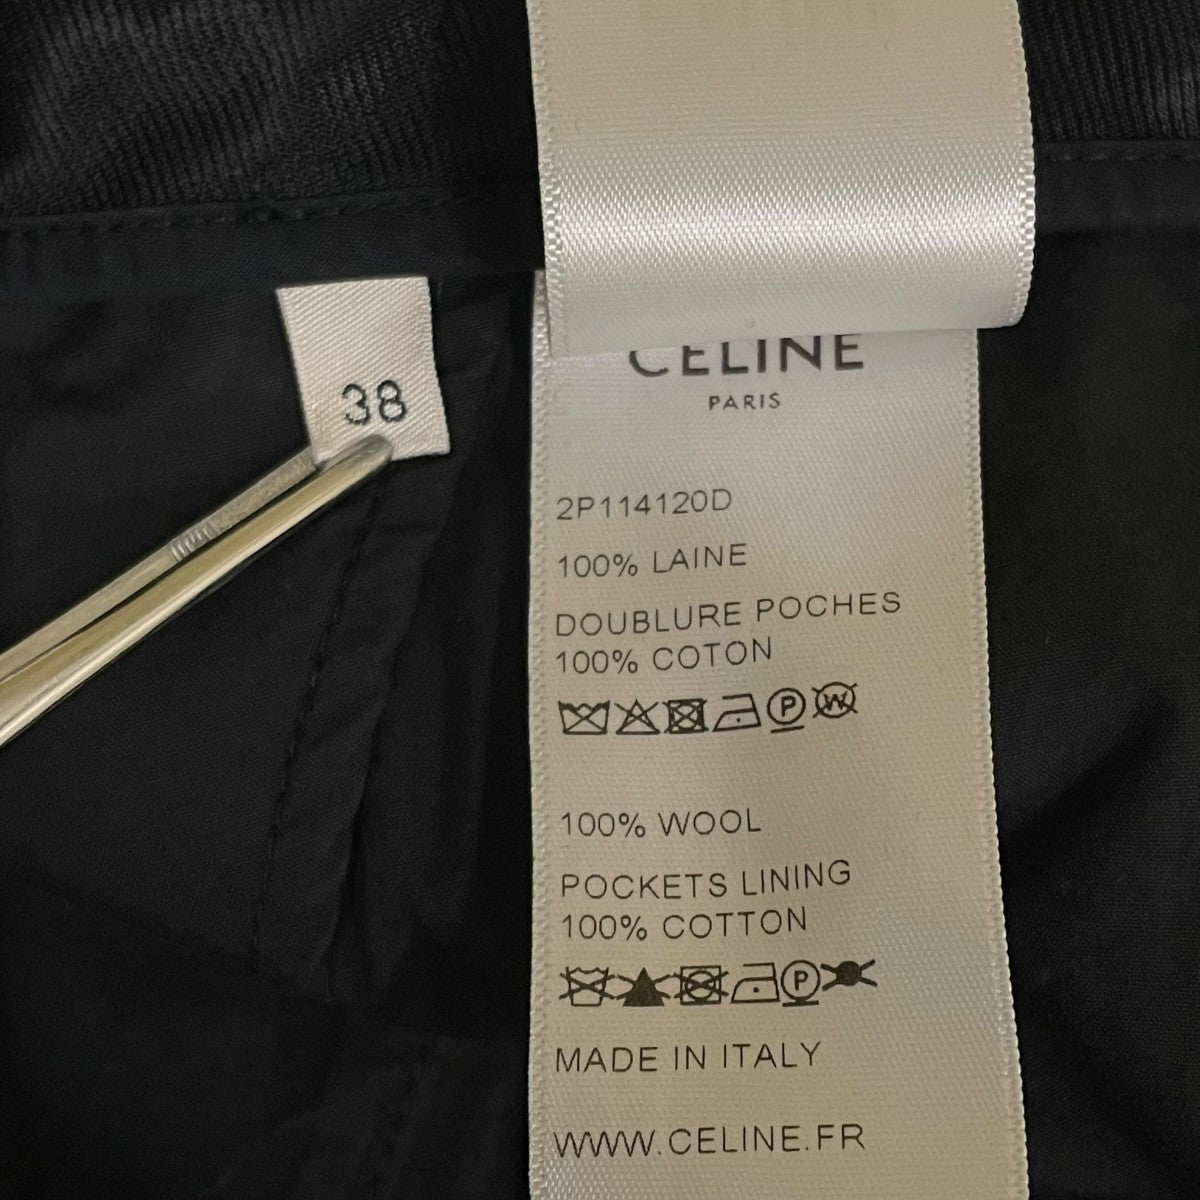 38
CELINE
PARIS
2P114120D
100% LAINE
DOUBLURE POCHES
100% COTON
P W
100% WOOL
POCKETS LINING
100% COTTON
P
MADE IN ITALY
WWW.CELINE.FR